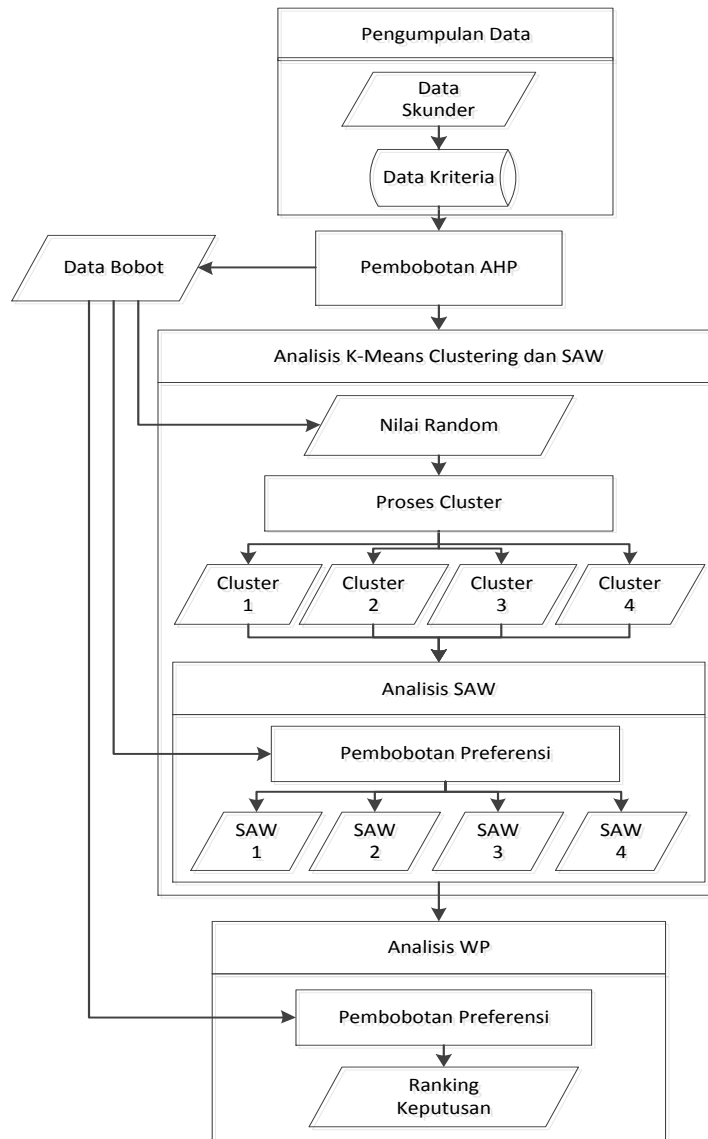 Pengumpulan Data
Data
Skunder
Data Kriteria
Data Bobot
Pembobotan AHP
Analisis K-Means Clustering dan SAW
Nilai Random
Proses Cluster
Cluster
1
Cluster
2
Cluster
3
Cluster
4
Analisis SAW
Pembobotan Preferensi
SAW
1
SAW
2
SAW
3
SAW
4
Analisis WP
Pembobotan Preferensi
Ranking
Keputusan